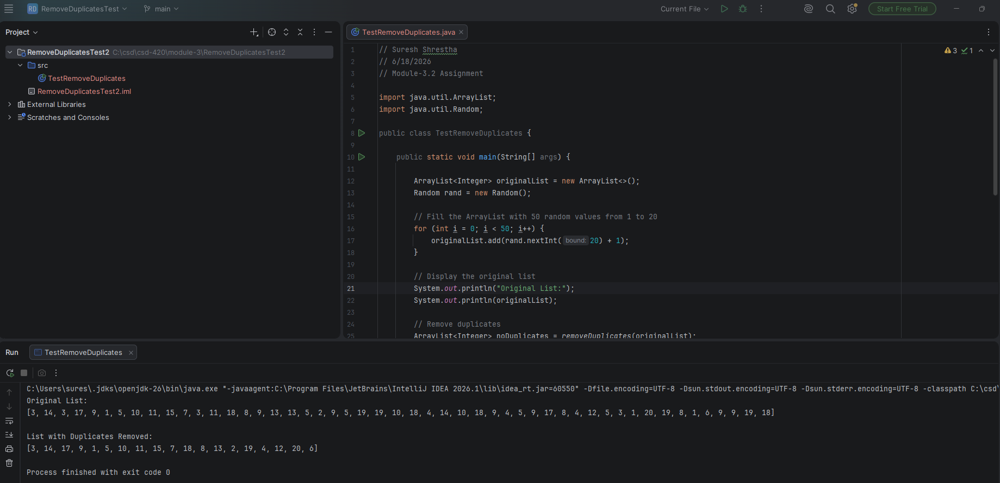 RD RemoveDuplicatesTest main Current File Start Free Trial
Project
TestRemoveDuplicates.java
RemoveDuplicatesTest2 C:\csd\csd-420\module-3\RemoveDuplicatesTest2
src
TestRemoveDuplicates
RemoveDuplicatesTest2.iml
External Libraries
Scratches and Consoles
3 1
1 // Suresh Shrestha
2 // 6/18/2026
3 // Module-3.2 Assignment
4
5 import java.util.ArrayList;
6 import java.util.Random;
7
8 public class TestRemoveDuplicates {
9
10 public static void main(String[] args) {
11
12 ArrayList<Integer> originalList = new ArrayList<>();
13 Random rand = new Random();
14
15 // Fill the ArrayList with 50 random values from 1 to 20
16 for (int i = 0; i < 50; i++) {
17 originalList.add(rand.nextInt( bound: 20) + 1);
18 }
19
20 // Display the original list
21 System.out.println("Original List:");
22 System.out.println(originalList);
23
24 // Remove duplicates
25 ArrayList<Integer> noDuplicates = removeDuplicates(originalList);
Run TestRemoveDuplicates
C:\Users\sures\.jdks\openjdk-26\bin\java.exe "-javaagent:C:\Program Files\JetBrains\IntelliJ IDEA 2026.1\lib\idea_rt.jar=60550" -Dfile.encoding=UTF-8 -Dsun.stdout.encoding=UTF-8 -Dsun.stderr.encoding=UTF-8 -classpath C:\csd\
Original List:
[3, 14, 3, 17, 9, 1, 5, 10, 11, 15, 7, 3, 11, 18, 8, 9, 13, 13, 5, 2, 9, 5, 19, 19, 10, 18, 4, 14, 10, 18, 9, 4, 5, 9, 17, 8, 4, 12, 5, 3, 1, 20, 19, 8, 1, 6, 9, 9, 19, 18]
List with Duplicates Removed:
[3, 14, 17, 9, 1, 5, 10, 11, 15, 7, 18, 8, 13, 2, 19, 4, 12, 20, 6]
Process finished with exit code 0